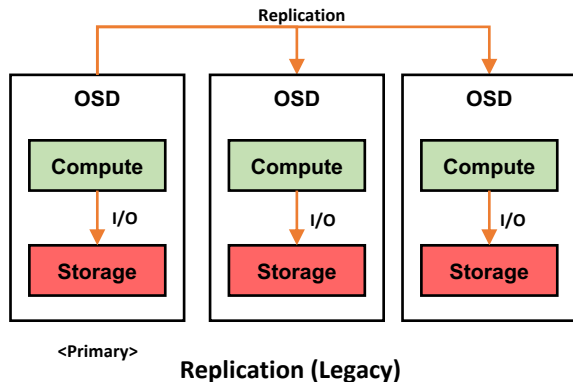 Replication
OSD
OSD
OSD
Compute
Compute
Compute
I/O
I/O
I/O
Storage
Storage
Storage
<Primary>
Replication (Legacy)